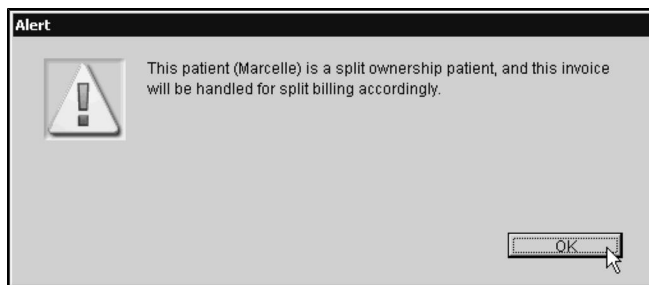 Alert
This patient (Marcelle) is a split ownership patient, and this invoice
will be handled for split billing accordingly.
OK